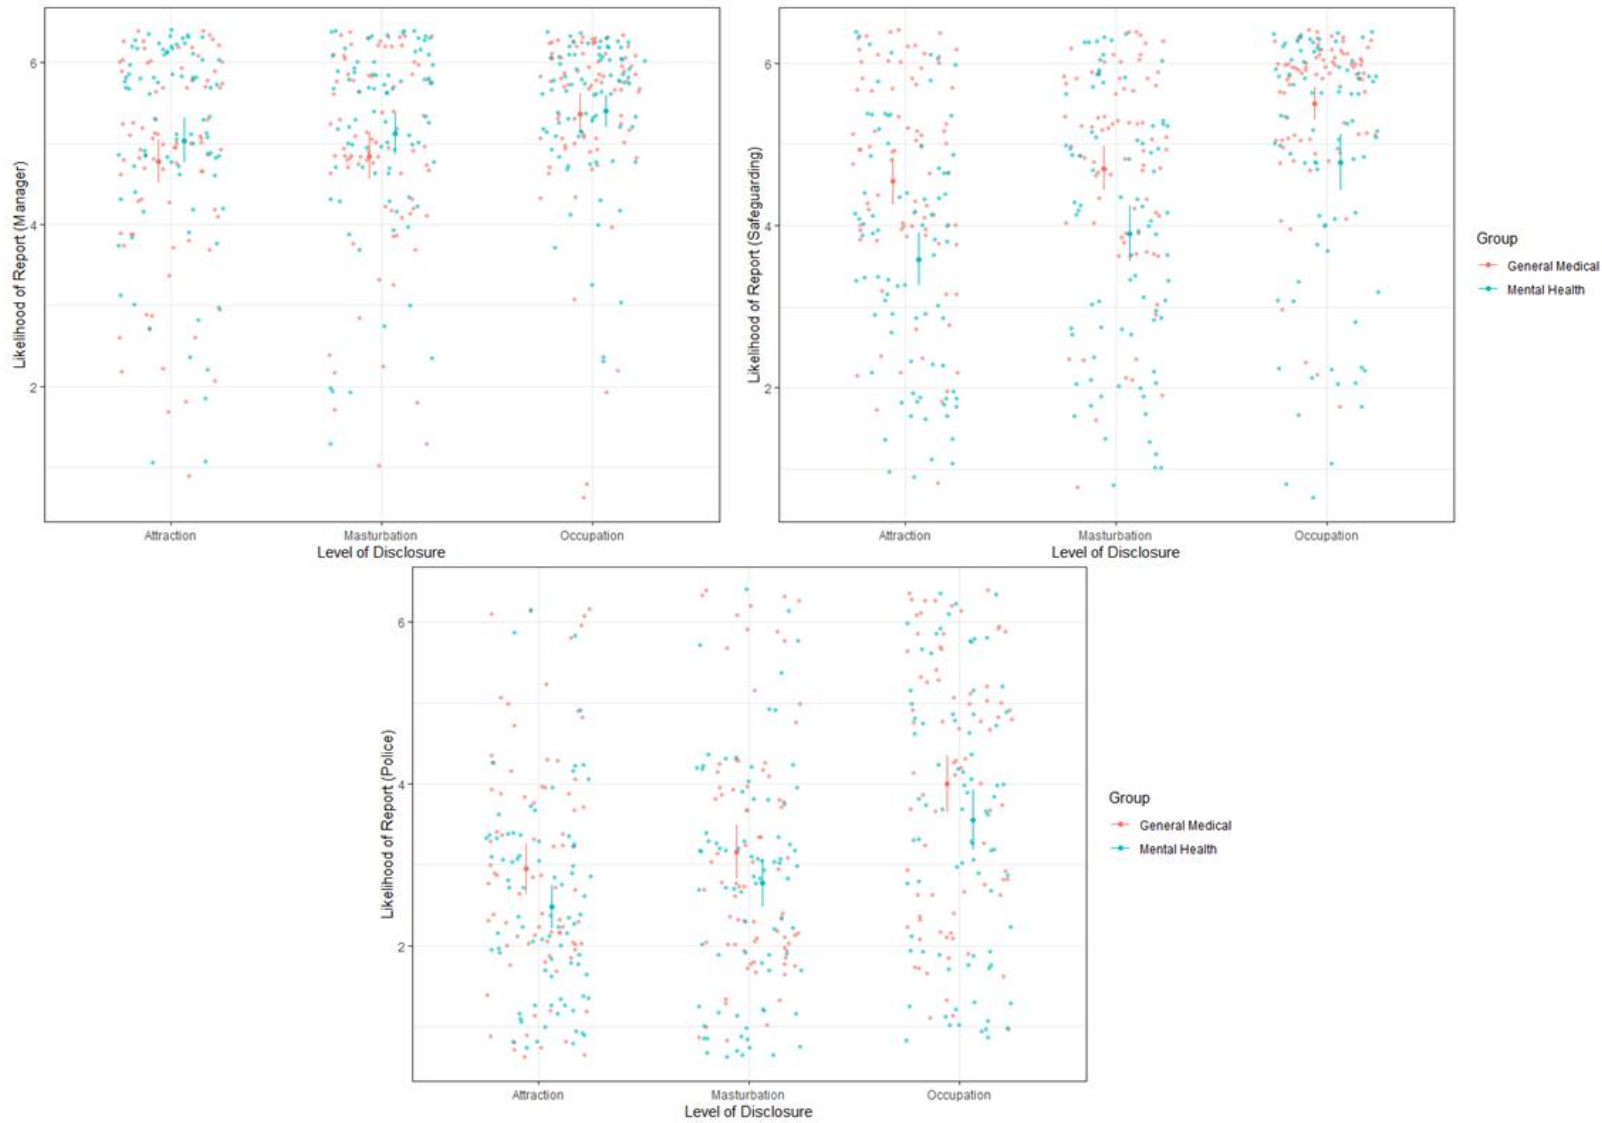 Likelihood of Report (Manager)
6
4
2
Attraction Masturbation Occupation
Level of Disclosure
Likelihood of Report (Safeguarding)
6
4
2
Attraction Masturbation Occupation
Level of Disclosure
Group
General Medical
Mental Health
Likelihood of Report (Police)
6
4
2
Attraction Masturbation Occupation
Level of Disclosure
Group
General Medical
Mental Health